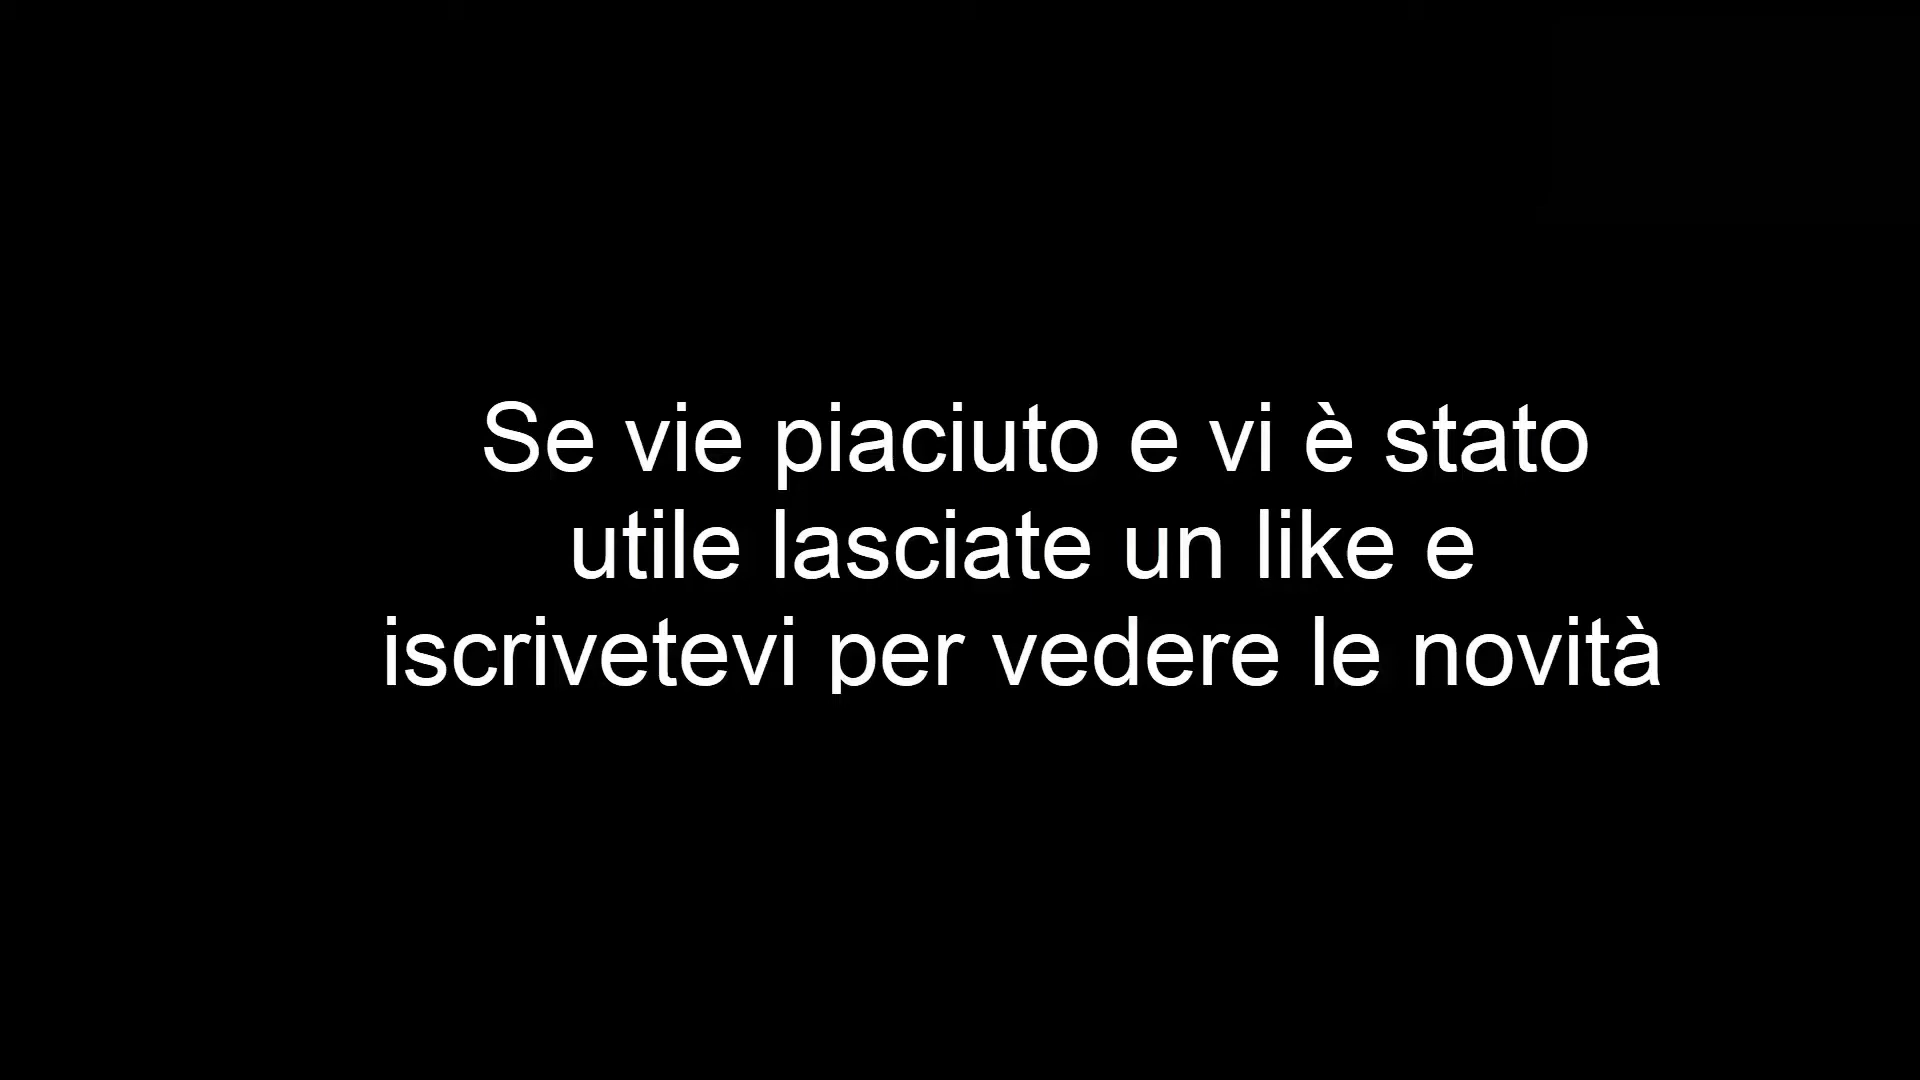 Se vie piaciuto e vi è stato
utile lasciate un like e
iscrivetevi per vedere le novità